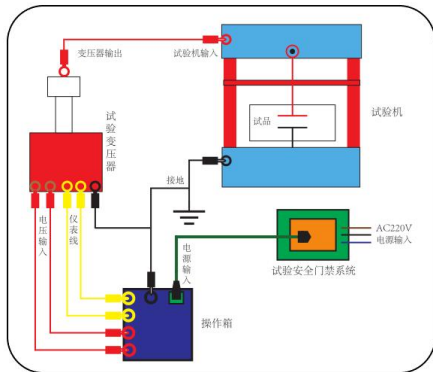 变压器输出
试验机输入
试验变压器
试品
试验机
接地
电压输入
仪表线
电源输入
AC220V
电源输入
试验安全门禁系统
操作箱